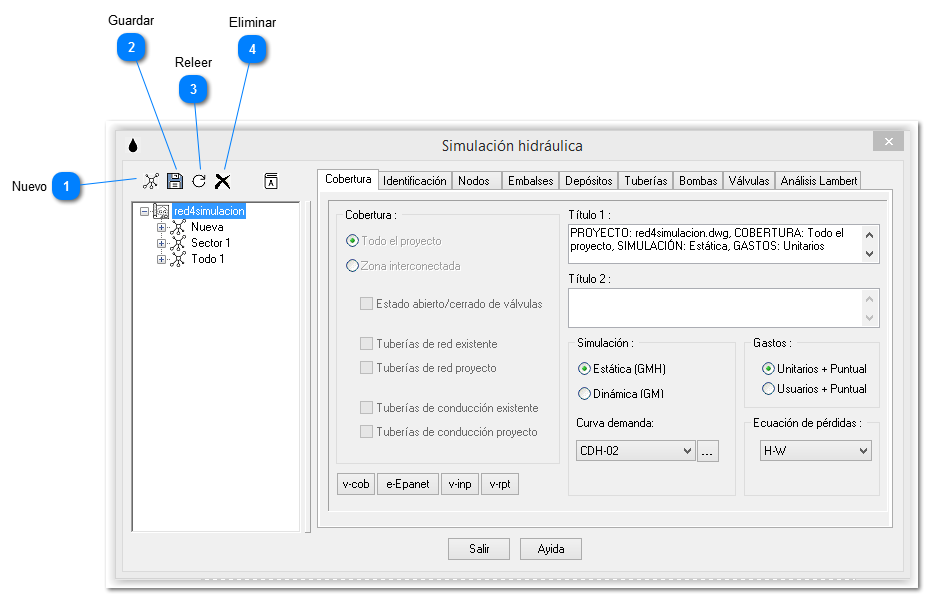 Guardar
Eliminar
2
4
Releer
3
Nuevo
1
Simulación hidráulica
A
Cobertura
Identificación
Nodos
Embalses
Depósitos
Tuberías
Bombas
Válvulas
Análisis Lambert
red4simulacion
Nueva
Sector 1
Todo 1
Cobertura :
Todo el proyecto
Zona interconectada
Estado abierto/cerrado de válvulas
Tuberías de red existente
Tuberías de red proyecto
Tuberías de conducción existente
Tuberías de conducción proyecto
v-cob
e-Epanet
v-inp
v-rpt
Título 1 :
PROYECTO: red4simulacion.dwg, COBERTURA: Todo el
proyecto, SIMULACIÓN: Estática, GASTOS: Unitarios
Título 2 :
Simulación :
Estática (GMH)
Dinámica (GM)
Curva demanda:
CDH-02
...
Gastos :
Unitarios + Puntual
Usuarios + Puntual
Ecuación de pérdidas :
H-W
Salir
Ayida